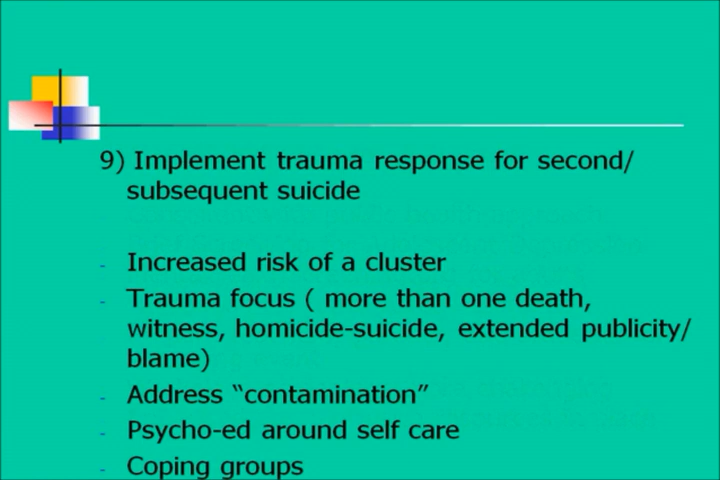 9) Implement trauma response for second/
subsequent suicide
- Increased risk of a cluster
- Trauma focus ( more than one death,
witness, homicide-suicide, extended publicity/
blame)
- Address “contamination”
- Psycho-ed around self care
- Coping groups